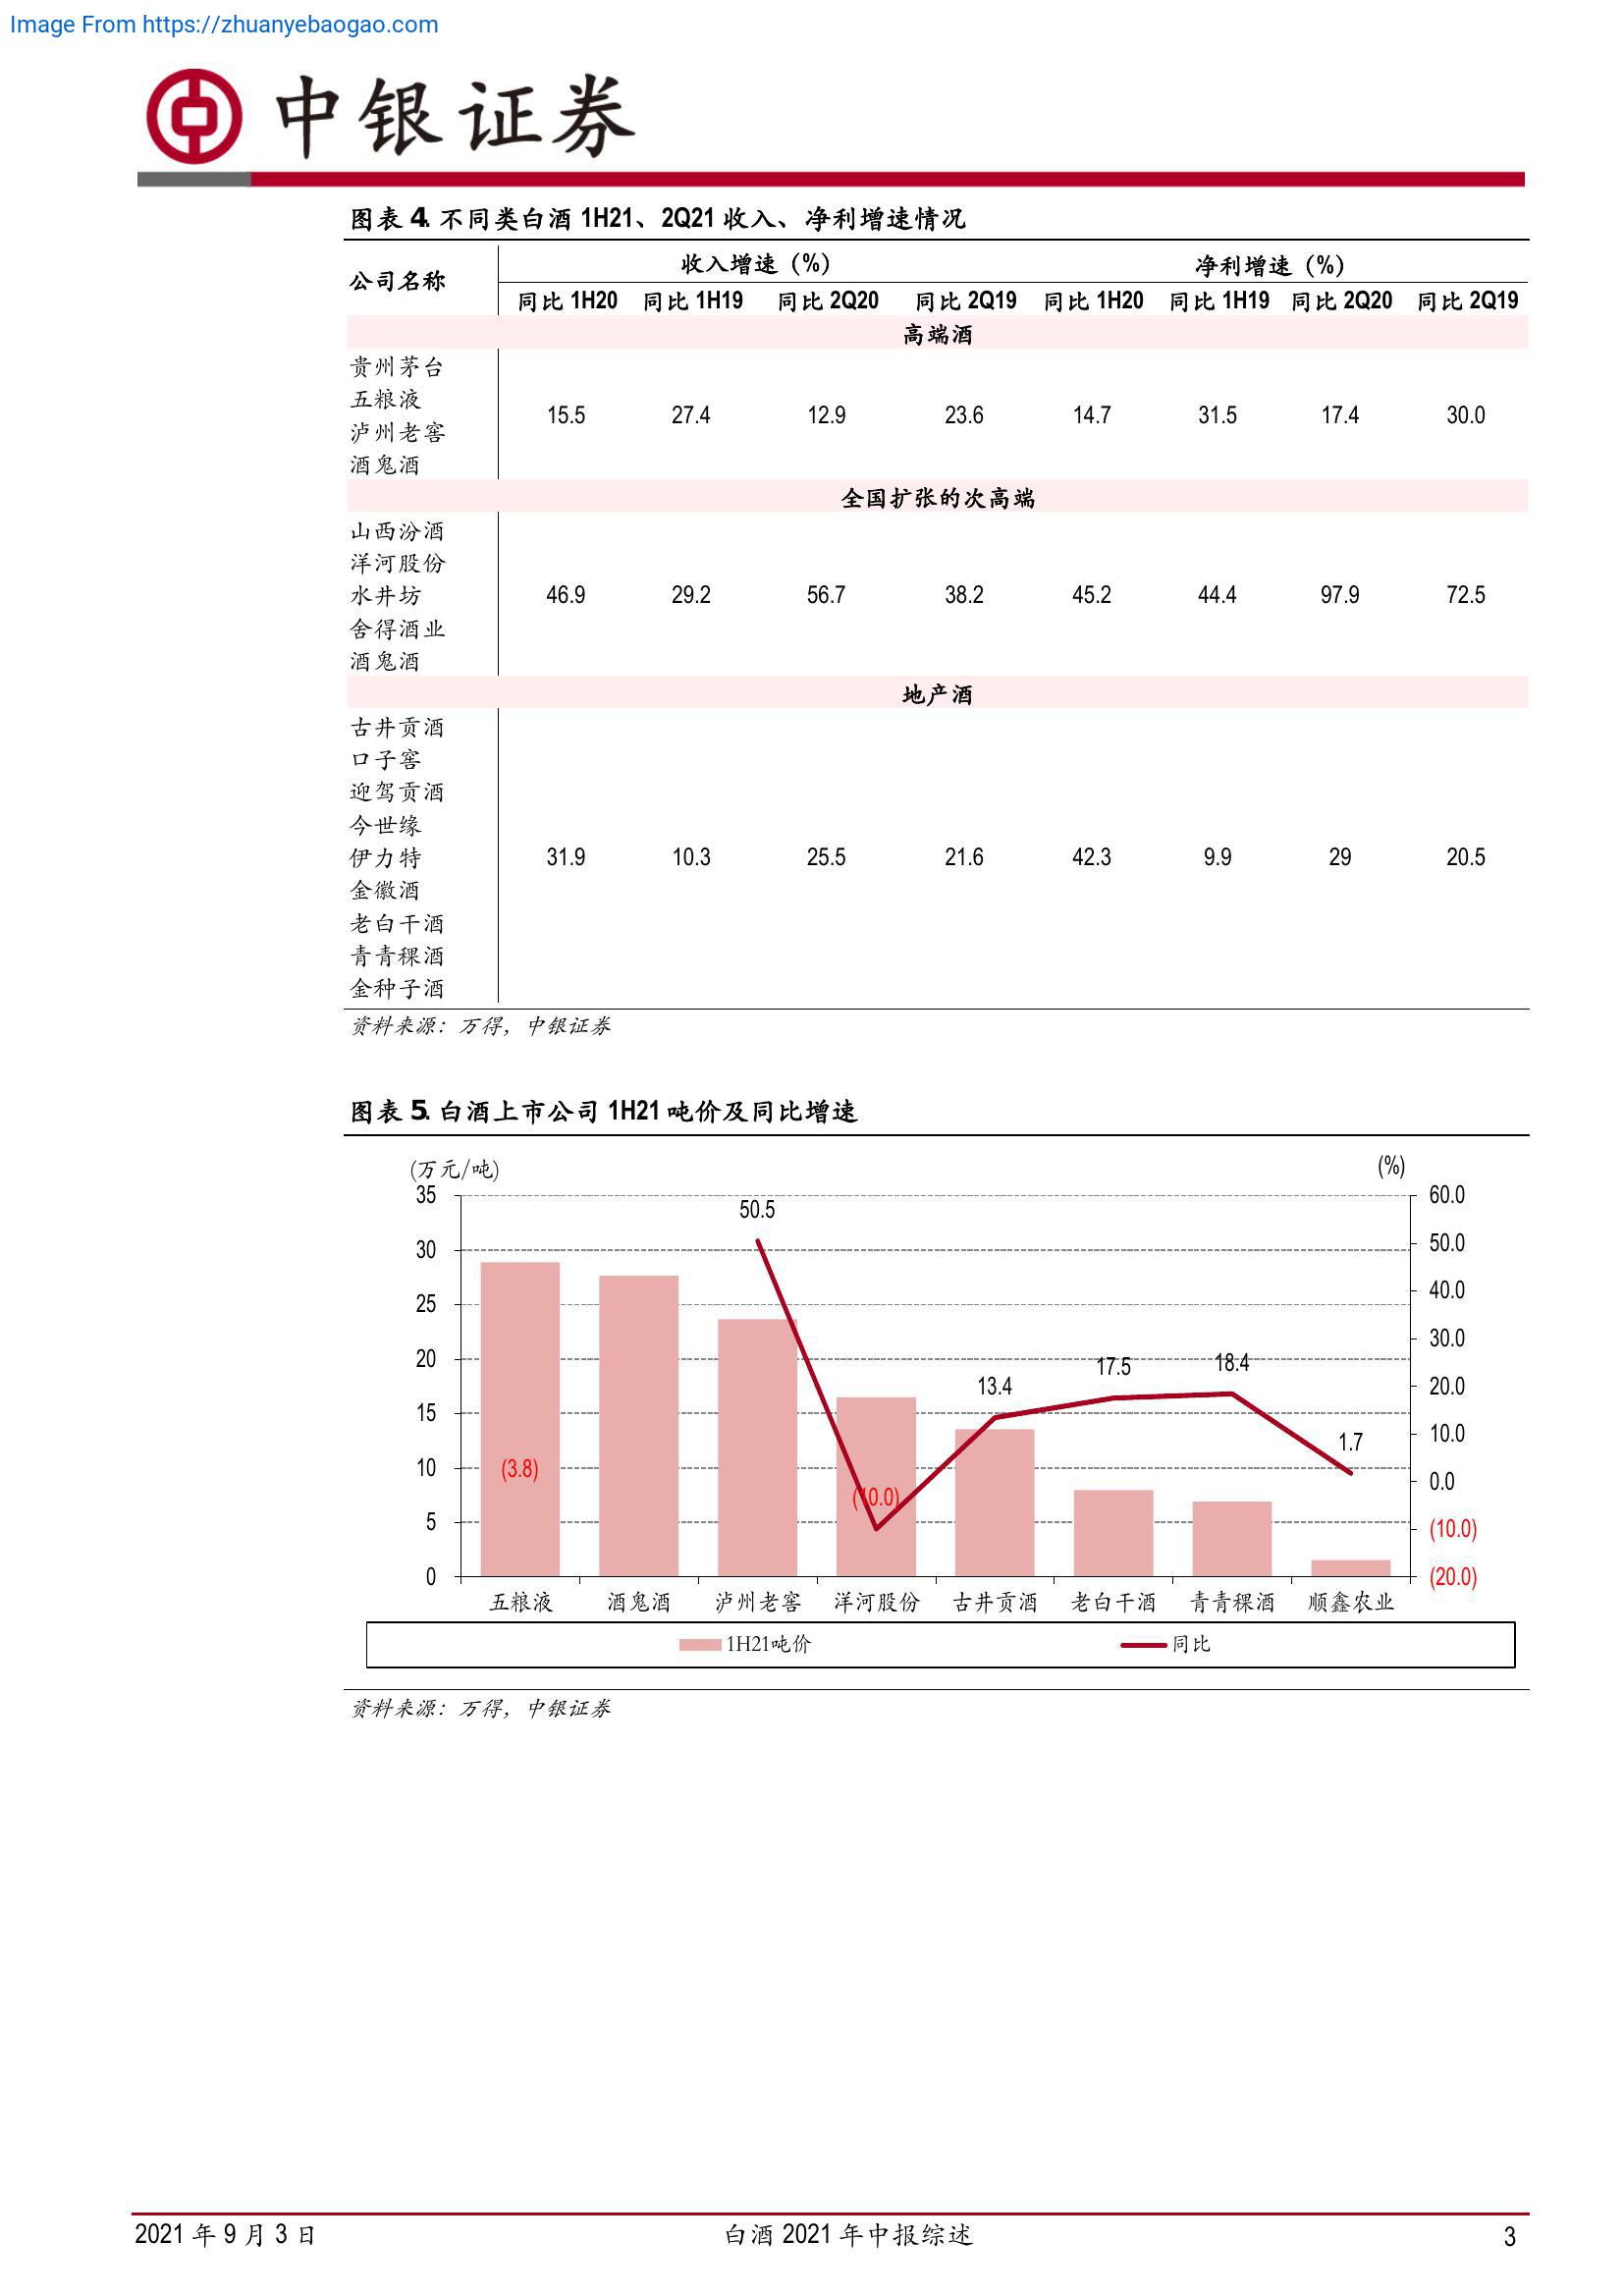 Image From https://zhuanyebaogao.com
中银证券
图表 4. 不同类白酒 1H21、2Q21 收入、净利增速情况
公司名称 收入增速（%） 净利增速（%）
同比 1H20 同比 1H19 同比 2Q20 同比 2Q19 同比 1H20 同比 1H19 同比 2Q20 同比 2Q19
高端酒
贵州茅台
五粮液
15.5 27.4 12.9 23.6 14.7 31.5 17.4 30.0
泸州老窖
酒鬼酒
全国扩张的次高端
山西汾酒
洋河股份
水井坊 46.9 29.2 56.7 38.2 45.2 44.4 97.9 72.5
舍得酒业
酒鬼酒
地产酒
古井贡酒
口子窖
迎驾贡酒
今世缘
伊力特 31.9 10.3 25.5 21.6 42.3 9.9 29 20.5
金徽酒
老白干酒
青青稞酒
金种子酒
资料来源：万得，中银证券
图表 5. 白酒上市公司 1H21 吨价及同比增速
(万元/吨) (%)
35 60.0
50.5
30 50.0
25 40.0
30.0
20 17.5 18.4
13.4 20.0
15 10.0
1.7
10 (3.8) 0.0
(10.0)
5 (10.0)
0 (20.0)
五粮液 酒鬼酒 泸州老窖 洋河股份 古井贡酒 老白干酒 青青稞酒 顺鑫农业
1H21吨价 同比
资料来源：万得，中银证券
2021 年 9 月 3 日 白酒 2021 年中报综述 3